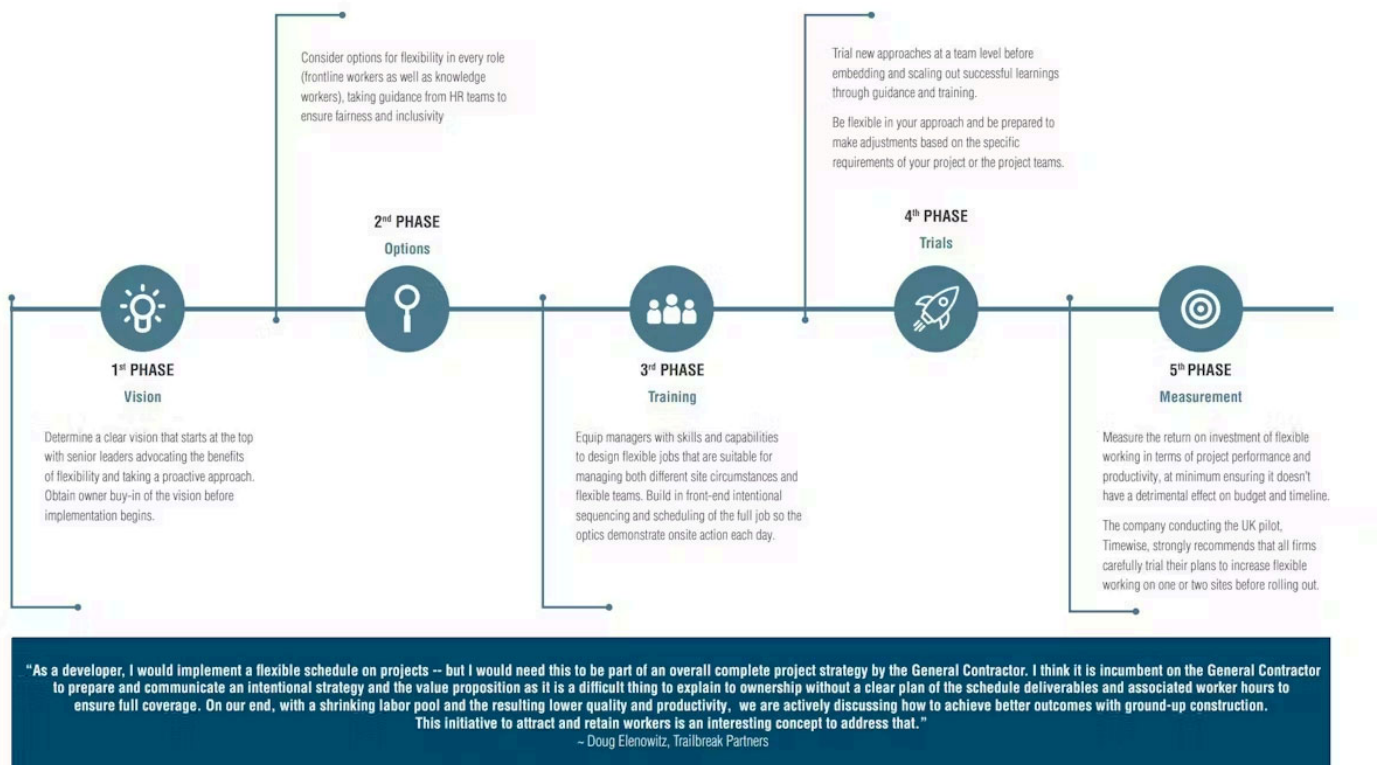 1st PHASE
Vision
Determine a clear vision that starts at the top
with senior leaders advocating the benefits
of flexibility and taking a proactive approach.
Obtain owner buy-in of the vision before
implementation begins.
Consider options for flexibility in every role
(frontline workers as well as knowledge
workers), taking guidance from HR teams to
ensure fairness and inclusivity
2nd PHASE
Options
3rd PHASE
Training
Equip managers with skills and capabilities
to design flexible jobs that are suitable for
managing both different site circumstances and
flexible teams. Build in front-end intentional
sequencing and scheduling of the full job so the
optics demonstrate onsite action each day.
Trial new approaches at a team level before
embedding and scaling out successful learnings
through guidance and training.
Be flexible in your approach and be prepared to
make adjustments based on the specific
requirements of your project or the project teams.
4th PHASE
Trials
5th PHASE
Measurement
Measure the return on investment of flexible
working in terms of project performance and
productivity, at minimum ensuring it doesn't
have a detrimental effect on budget and timeline.
The company conducting the UK pilot,
Timewise, strongly recommends that all firms
carefully trial their plans to increase flexible
working on one or two sites before rolling out.
"As a developer, I would implement a flexible schedule on projects -- but I would need this to be part of an overall complete project strategy by the General Contractor. I think it is incumbent on the General Contractor
to prepare and communicate an intentional strategy and the value proposition as it is a difficult thing to explain to ownership without a clear plan of the schedule deliverables and associated worker hours to
ensure full coverage. On our end, with a shrinking labor pool and the resulting lower quality and productivity, we are actively discussing how to achieve better outcomes with ground-up construction.
This initiative to attract and retain workers is an interesting concept to address that."
~ Doug Elenowitz, Trailbreak Partners